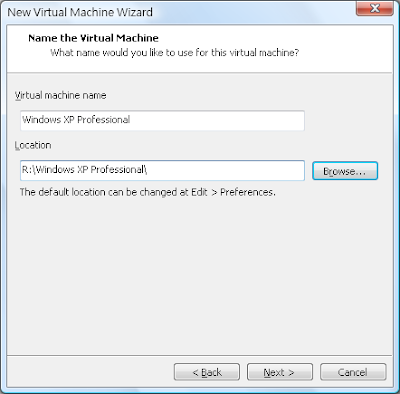 New Virtual Machine Wizard
Name the Virtual Machine
What name would you like to use for this virtual machine?
Virtual machine name
Windows XP Professional
Location
R:\Windows XP Professional\
Browse...
The default location can be changed at Edit > Preferences.
< Back
Next >
Cancel